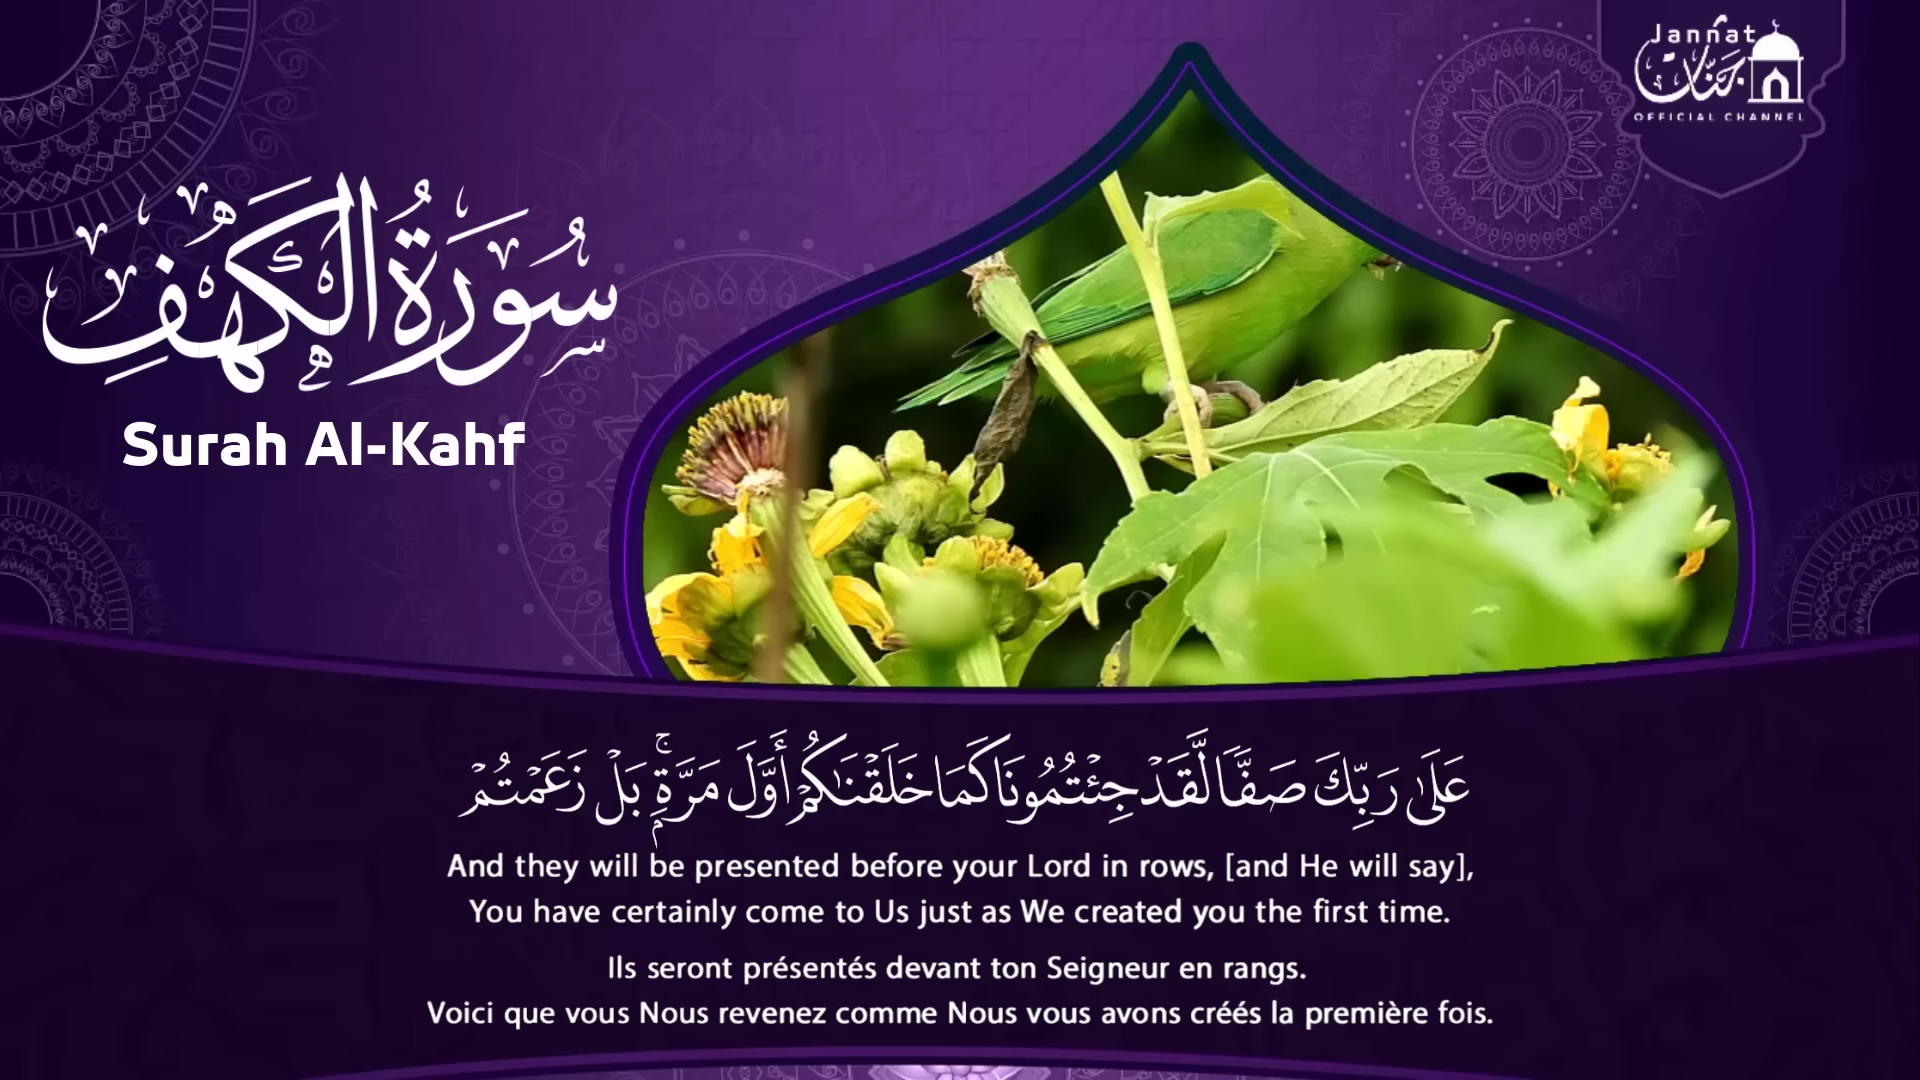 Jannat
جنّات
OFFICIAL CHANNEL
سُورَةُ الْكَهْفِ
Surah Al-Kahf
عَلَىٰ رَبِّكَ صَفًّا لَّقَدْ جِئْتُمُونَا كَمَا خَلَقْنَٰكُمْ أَوَّلَ مَرَّةٍۭ ۚ بَلْ زَعَمْتُمْ
And they will be presented before your Lord in rows, [and He will say],
You have certainly come to Us just as We created you the first time.
Ils seront présentés devant ton Seigneur en rangs.
Voici que vous Nous revenez comme Nous vous avons créés la première fois.